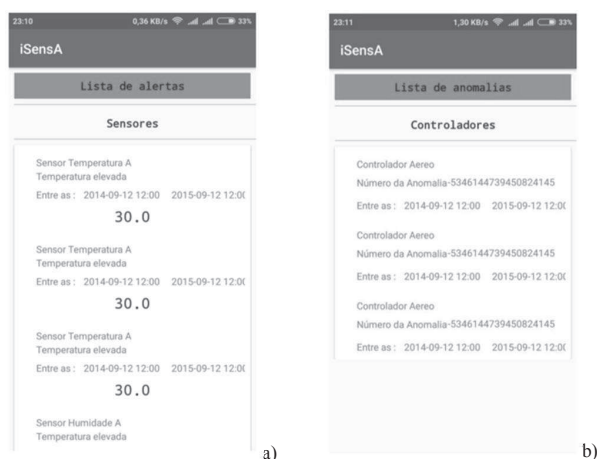 23:10 0,36 KB/s 33%
iSensA
Lista de alertas
Sensores
Sensor Temperatura A
Temperatura elevada
Entre as : 2014-09-12 12:00 2015-09-12 12:0(
30.0
Sensor Temperatura A
Temperatura elevada
Entre as : 2014-09-12 12:00 2015-09-12 12:0(
30.0
Sensor Temperatura A
Temperatura elevada
Entre as : 2014-09-12 12:00 2015-09-12 12:0(
30.0
Sensor Humidade A
Temperatura elevada
a)
23:11 1,30 KB/s 33%
iSensA
Lista de anomalias
Controladores
Controlador Aereo
Número da Anomalia-5346144739450824145
Entre as : 2014-09-12 12:00 2015-09-12 12:0(
Controlador Aereo
Número da Anomalia-5346144739450824145
Entre as : 2014-09-12 12:00 2015-09-12 12:0(
Controlador Aereo
Número da Anomalia-5346144739450824145
Entre as : 2014-09-12 12:00 2015-09-12 12:0(
b)